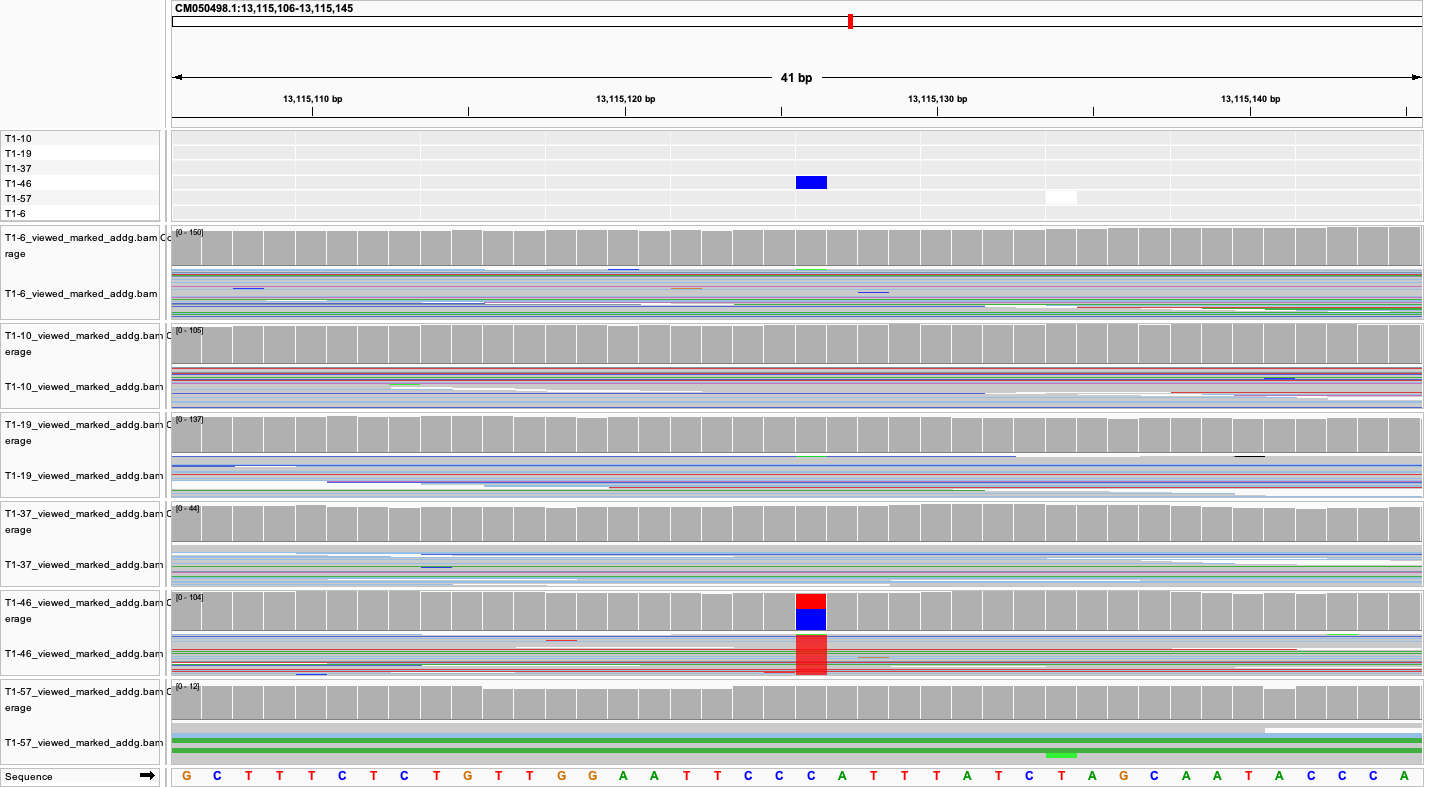 CM050498.1:13,115,106-13,115,145
41 bp
13,115,110 bp 13,115,120 bp 13,115,130 bp 13,115,140 bp
T1-10
T1-19
T1-37
T1-46
T1-57
T1-6
T1-6_viewed_marked_addg.bam Co
rage
[0 - 150]
T1-6_viewed_marked_addg.bam
T1-10_viewed_marked_addg.bam C
erage
[0 - 105]
T1-10_viewed_marked_addg.bam
T1-19_viewed_marked_addg.bam C
erage
[0 - 137]
T1-19_viewed_marked_addg.bam
T1-37_viewed_marked_addg.bam C
erage
[0 - 44]
T1-37_viewed_marked_addg.bam
T1-46_viewed_marked_addg.bam C
erage
[0 - 104]
T1-46_viewed_marked_addg.bam
T1-57_viewed_marked_addg.bam C
erage
[0 - 12]
T1-57_viewed_marked_addg.bam
Sequence G C T T T C T C T G T T G G A A T T C C C A T T T A T C T A G C A A T A C C C A